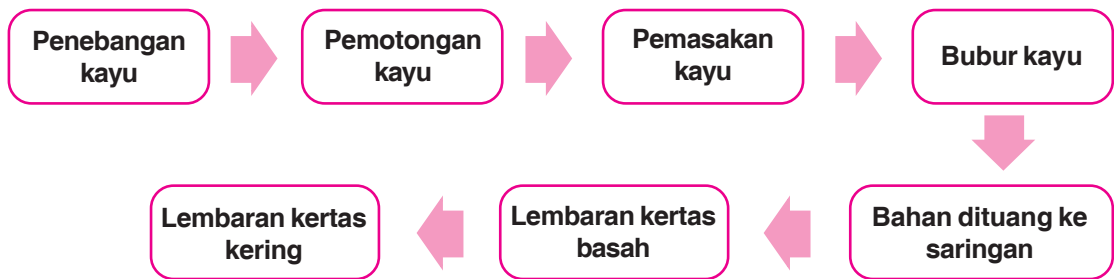 Penebangan
kayu
Pemotongan
kayu
Pemasakan
kayu
Bubur kayu
Bahan dituang ke
saringan
Lembaran kertas
basah
Lembaran kertas
kering